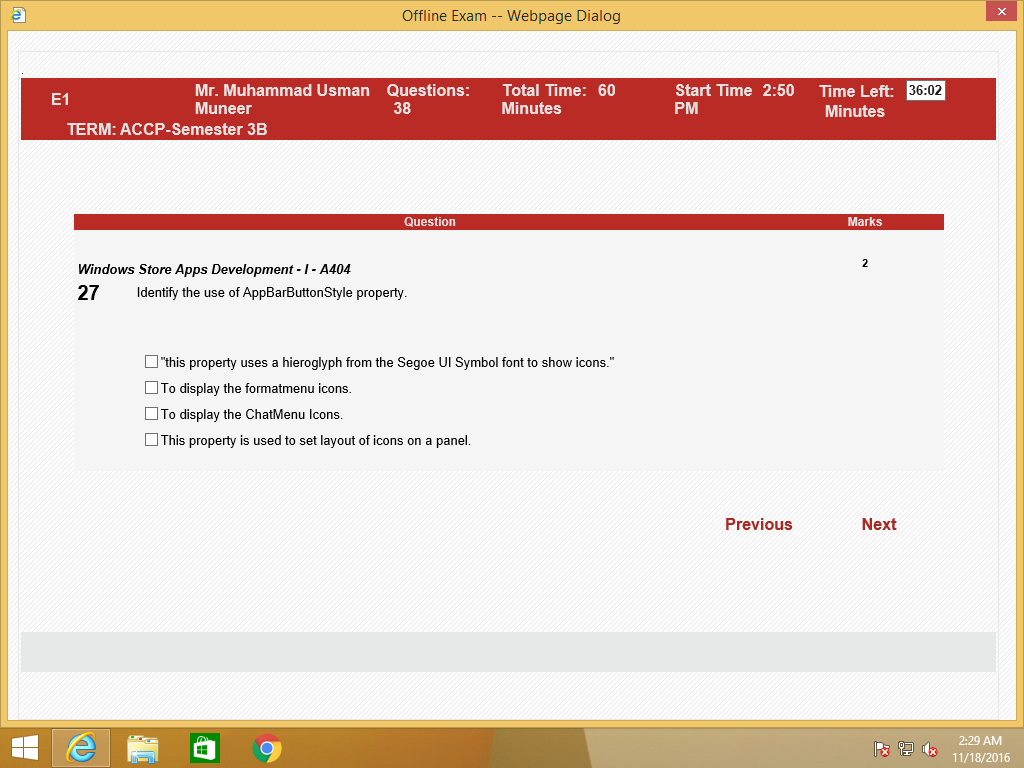 Offline Exam -- Webpage Dialog
.
E1
Mr. Muhammad Usman Muneer
Questions: 38
Total Time: 60 Minutes
Start Time 2:50 PM
Time Left: 36:02 Minutes
TERM: ACCP-Semester 3B
Question Marks
Windows Store Apps Development - I - A404 2
27 Identify the use of AppBarButtonStyle property.
"this property uses a hieroglyph from the Segoe UI Symbol font to show icons."
To display the formatmenu icons.
To display the ChatMenu Icons.
This property is used to set layout of icons on a panel.
Previous Next
2:29 AM
11/18/2016